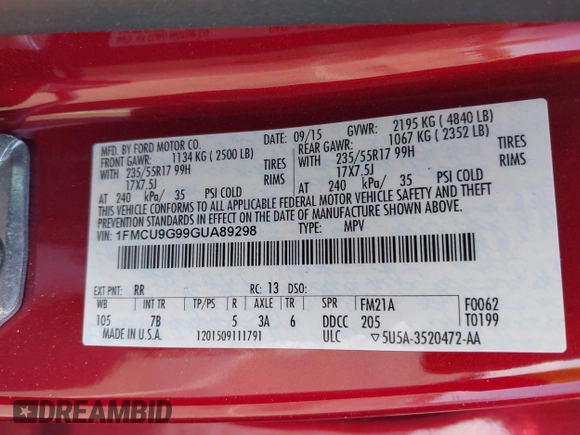 MFD. BY FORD MOTOR CO. 09/15 GVWR: 2195 KG ( 4840 LB)
FRONT GAWR: 1134 KG ( 2500 LB) REAR GAWR: 1067 KG ( 2352 LB)
WITH 235/55R17 99H TIRES WITH 235/55R17 99H TIRES
17X7.5J RIMS 17X7.5J RIMS
AT 240 kPa/ 35 PSI COLD AT 240 kPa/ 35 PSI COLD
THIS VEHICLE CONFORMS TO ALL APPLICABLE FEDERAL MOTOR VEHICLE SAFETY AND THEFT
PREVENTION STANDARDS IN EFFECT ON THE DATE OF MANUFACTURE SHOWN ABOVE.
VIN: 1FMCU9G99GUA89298 TYPE: MPV
EXT PNT: RR RC: 13 DSO: FM21A F0062
WB INT TR TP/PS R AXLE TR SPR T0199
105 7B 5 3A 6 DDCC 205
MADE IN U.S.A. 1201509111791 ULC ▽5U5A-3520472-AA
DREAMBID